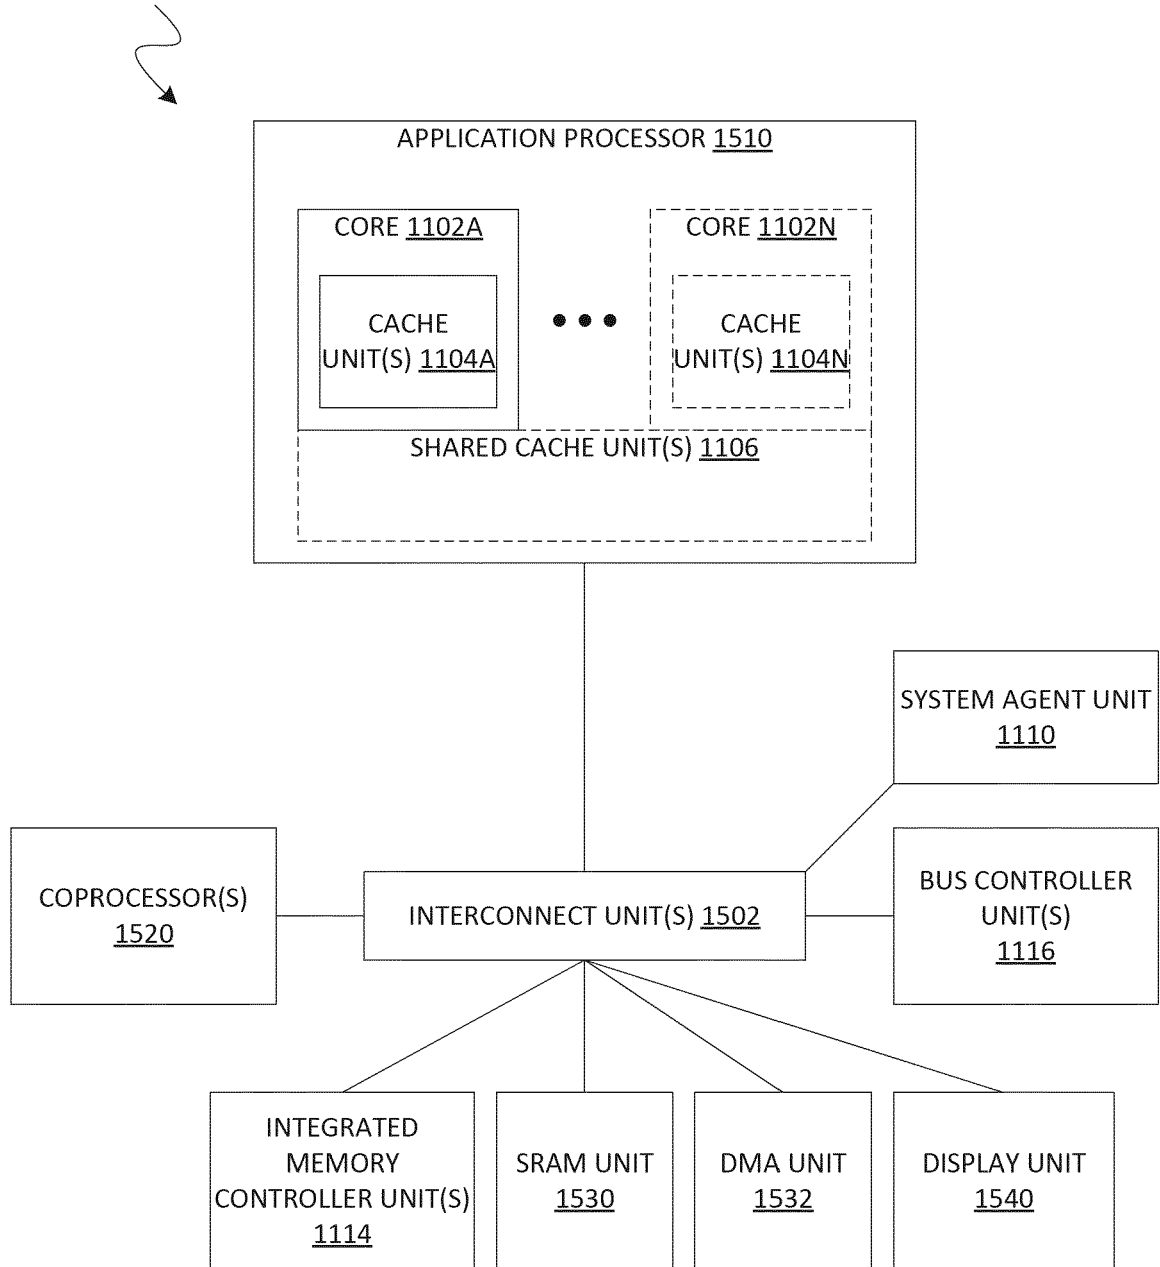 APPLICATION PROCESSOR 1510
CORE 1102A
CORE 1102N
CACHE
UNIT(S) 1104A
CACHE
UNIT(S) 1104N
SHARED CACHE UNIT(S) 1106
SYSTEM AGENT UNIT
1110
COPROCESSOR(S)
1520
INTERCONNECT UNIT(S) 1502
BUS CONTROLLER
UNIT(S)
1116
INTEGRATED
MEMORY
CONTROLLER UNIT(S)
1114
SRAM UNIT
1530
DMA UNIT
1532
DISPLAY UNIT
1540